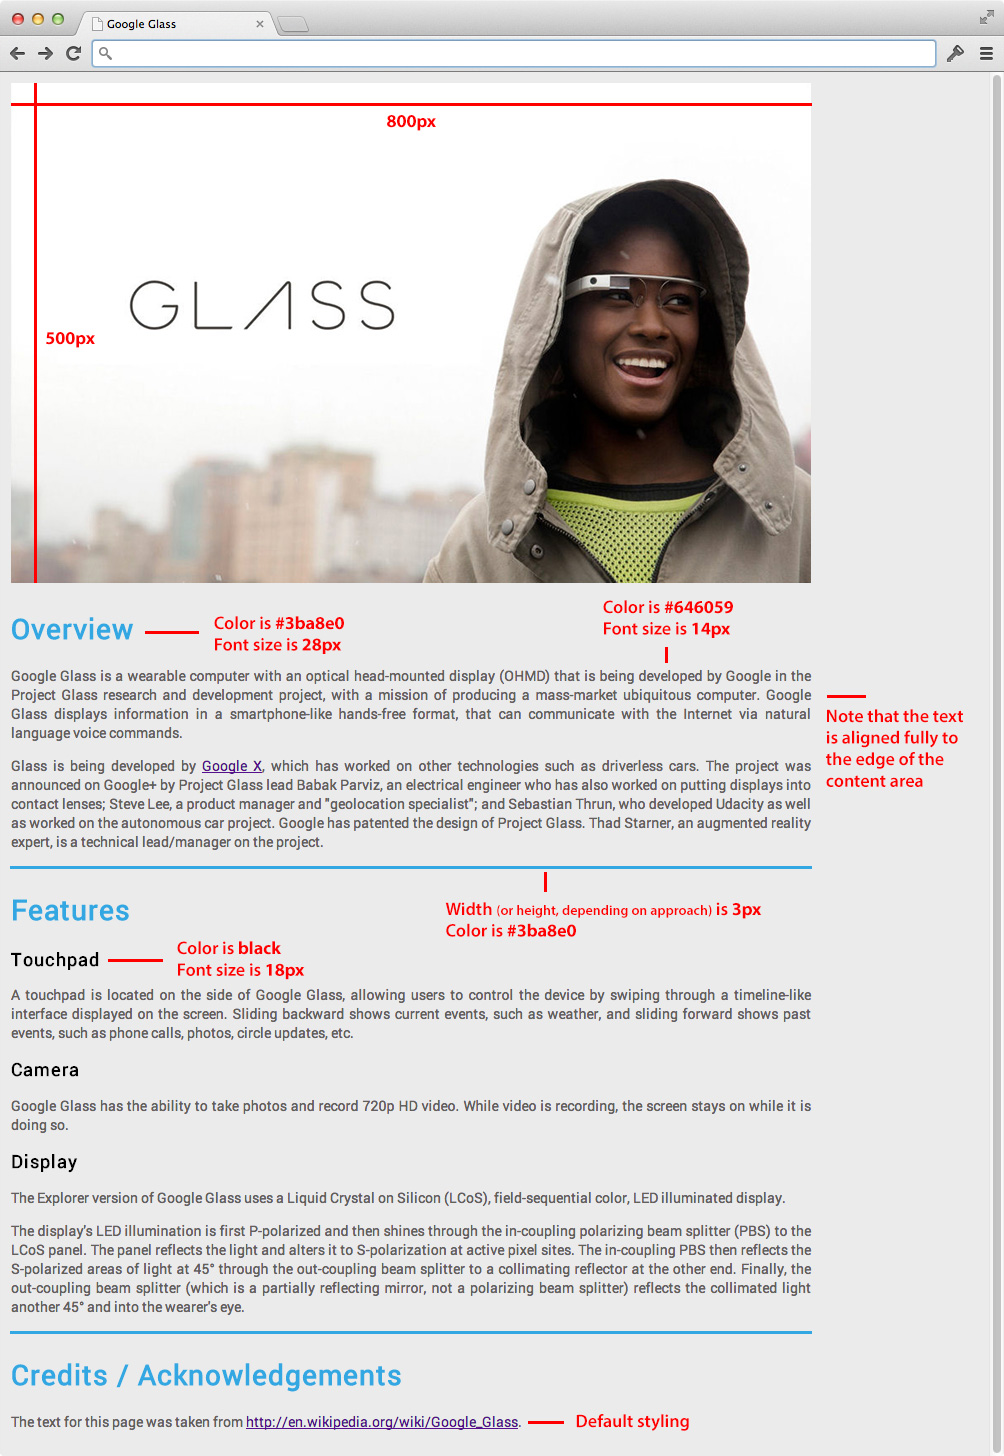 Google Glass
800px
GLASS
500px
Color is #646059
Font size is 14px
Overview
Color is #3ba8e0
Font size is 28px
Google Glass is a wearable computer with an optical head-mounted display (OHMD) that is being developed by Google in the
Project Glass research and development project, with a mission of producing a mass-market ubiquitous computer. Google
Glass displays information in a smartphone-like hands-free format, that can communicate with the Internet via natural
language voice commands.
Note that the text
is aligned fully to
the edge of the
content area
Glass is being developed by Google X, which has worked on other technologies such as driverless cars. The project was
announced on Google+ by Project Glass lead Babak Parviz, an electrical engineer who has also worked on putting displays into
contact lenses; Steve Lee, a product manager and "geolocation specialist"; and Sebastian Thrun, who developed Udacity as well
as worked on the autonomous car project. Google has patented the design of Project Glass. Thad Starner, an augmented reality
expert, is a technical lead/manager on the project.
Width (or height, depending on approach) is 3px
Color is #3ba8e0
Features
Touchpad
Color is black
Font size is 18px
A touchpad is located on the side of Google Glass, allowing users to control the device by swiping through a timeline-like
interface displayed on the screen. Sliding backward shows current events, such as weather, and sliding forward shows past
events, such as phone calls, photos, circle updates, etc.
Camera
Google Glass has the ability to take photos and record 720p HD video. While video is recording, the screen stays on while it is
doing so.
Display
The Explorer version of Google Glass uses a Liquid Crystal on Silicon (LCoS), field-sequential color, LED illuminated display.
The display's LED illumination is first P-polarized and then shines through the in-coupling polarizing beam splitter (PBS) to the
LCoS panel. The panel reflects the light and alters it to S-polarization at active pixel sites. The in-coupling PBS then reflects the
S-polarized areas of light at 45° through the out-coupling beam splitter to a collimating reflector at the other end. Finally, the
out-coupling beam splitter (which is a partially reflecting mirror, not a polarizing beam splitter) reflects the collimated light
another 45° and into the wearer's eye.
Credits / Acknowledgements
The text for this page was taken from http://en.wikipedia.org/wiki/Google_Glass.
Default styling